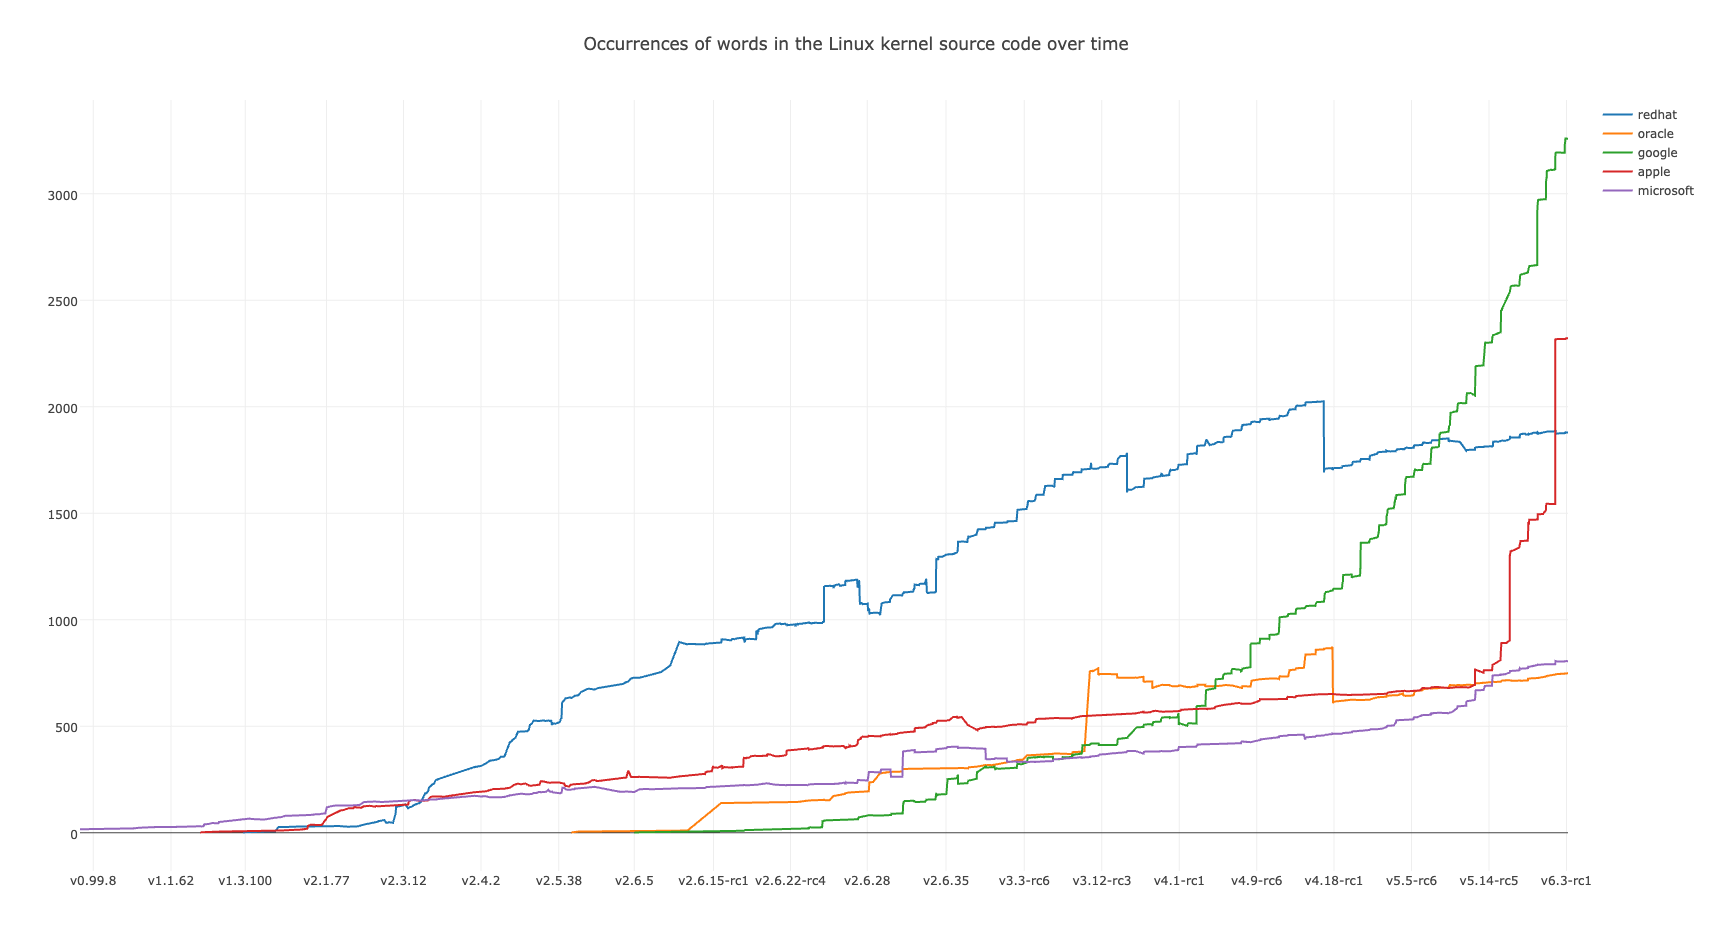 Occurrences of words in the Linux kernel source code over time
redhat
oracle
google
apple
microsoft
3000
2500
2000
1500
1000
500
0
v0.99.8 v1.1.62 v1.3.100 v2.1.77 v2.3.12 v2.4.2 v2.5.38 v2.6.5 v2.6.15-rc1 v2.6.22-rc4 v2.6.28 v2.6.35 v3.3-rc6 v3.12-rc3 v4.1-rc1 v4.9-rc6 v4.18-rc1 v5.5-rc6 v5.14-rc5 v6.3-rc1